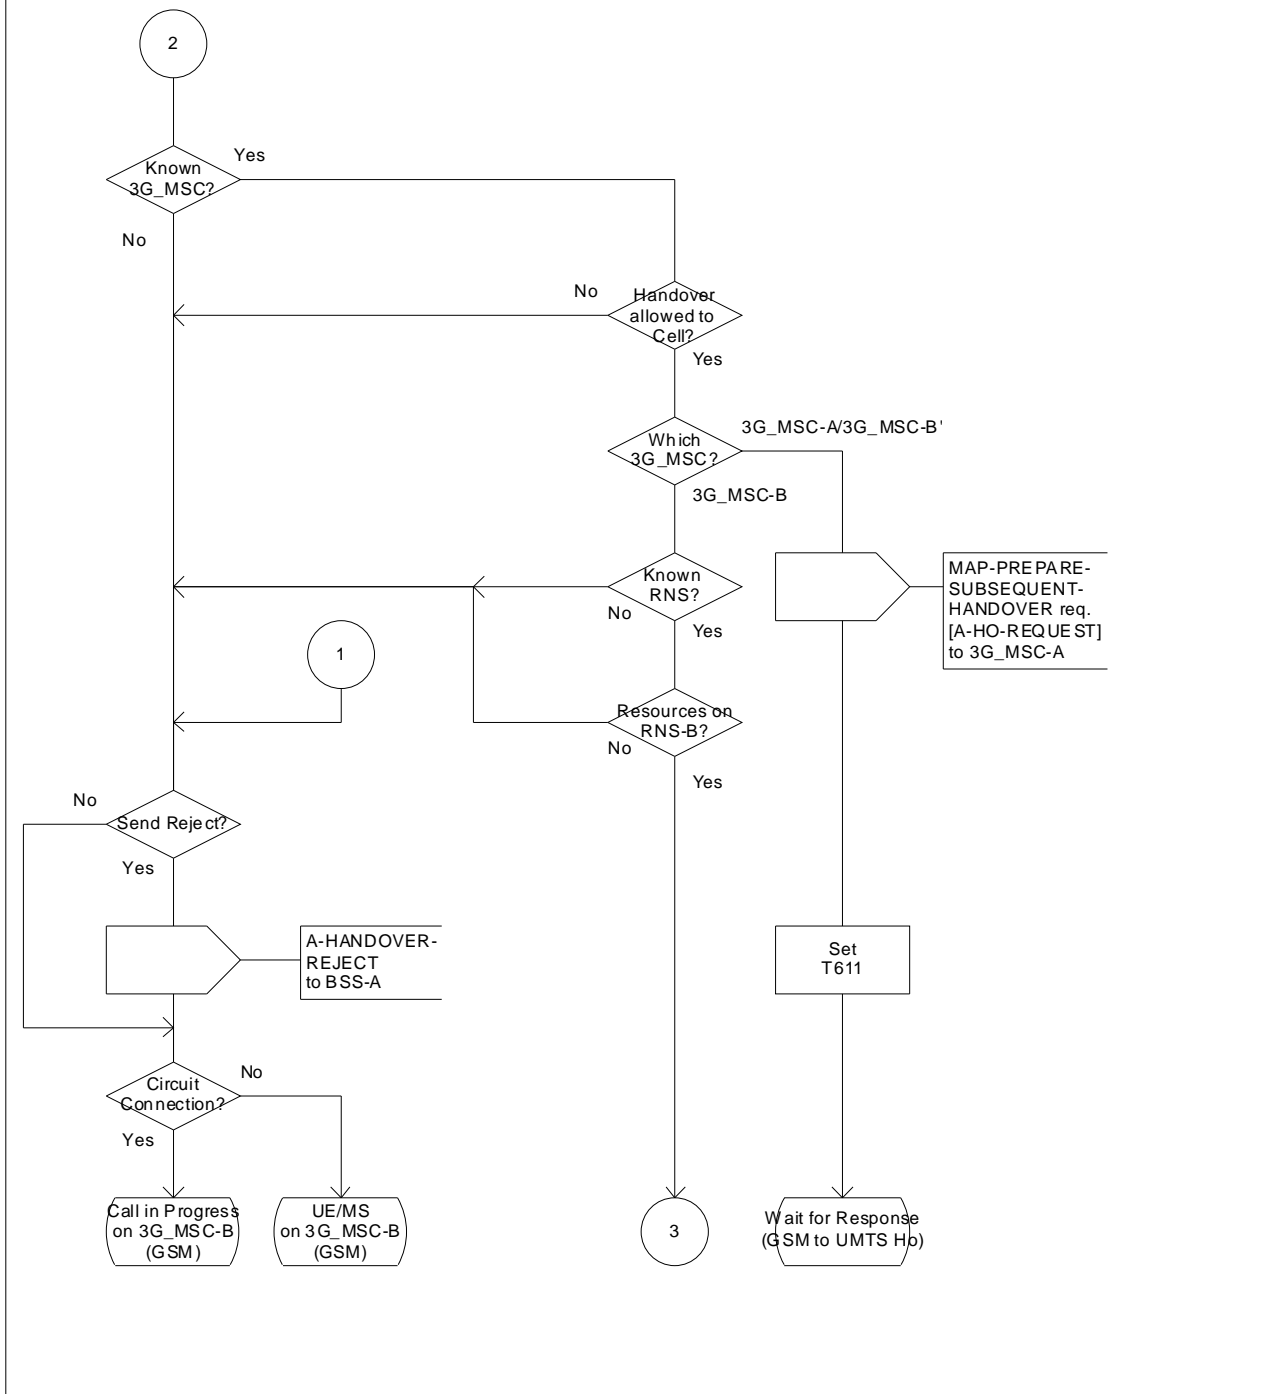 2
Known
3G_MSC?
Yes
No
Handover
allowed to
Cell?
No
Yes
Which
3G_MSC?
3G_MSC-A/3G_MSC-B'
3G_MSC-B
Known
RNS?
No
Yes
MAP-PREPARE-
SUBSEQUENT-
HANDOVER req.
[A-HO-REQUEST]
to 3G_MSC-A
1
Resources on
RNS-B?
No
Yes
No
Send Reject?
Yes
A-HANDOVER-
REJECT
to BSS-A
Set
T611
Circuit
Connection?
No
Yes
Call in Progress
on 3G_MSC-B
(GSM)
UE/MS
on 3G_MSC-B
(GSM)
3
Wait for Response
(GSM to UMTS Ho)